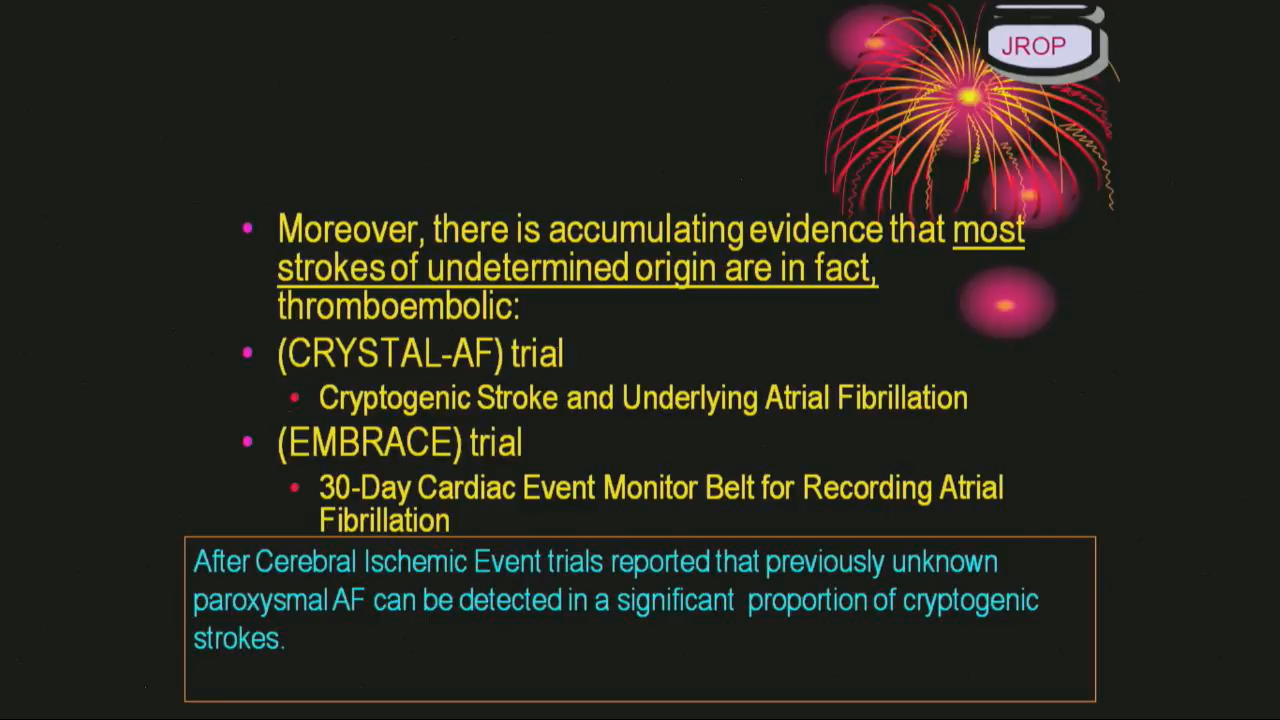 JROP
• Moreover, there is accumulating evidence that most
strokes of undetermined origin are in fact,
thromboembolic:
• (CRYSTAL-AF) trial
• Cryptogenic Stroke and Underlying Atrial Fibrillation
• (EMBRACE) trial
• 30-Day Cardiac Event Monitor Belt for Recording Atrial
Fibrillation
After Cerebral Ischemic Event trials reported that previously unknown
paroxysmal AF can be detected in a significant proportion of cryptogenic
strokes.